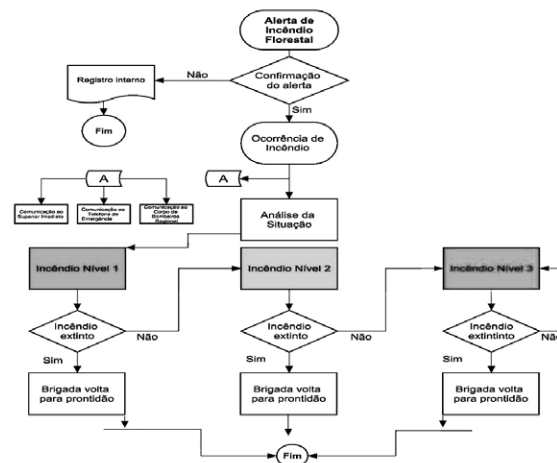 Alerta de
Incêndio
Florestal
Registro interno
Não
Confirmação
do alerta
Sim
Fim
Ocorrência de
Incêndio
A
A
Comunicação ao
Superior Imediato
Comunicação ao
Telefone de
Emergência
Comunicação ao
Corpo de
Bombeiros
Regional
Análise da
Situação
Incêndio Nível 1
Incêndio Nível 2
Incêndio Nível 3
Incêndio
extinto
Não
Sim
Incêndio
extinto
Não
Sim
Incêndio
extintinto
Não
Sim
Brigada volta
para prontidão
Brigada volta
para prontidão
Brigada volta
para prontidão
Fim